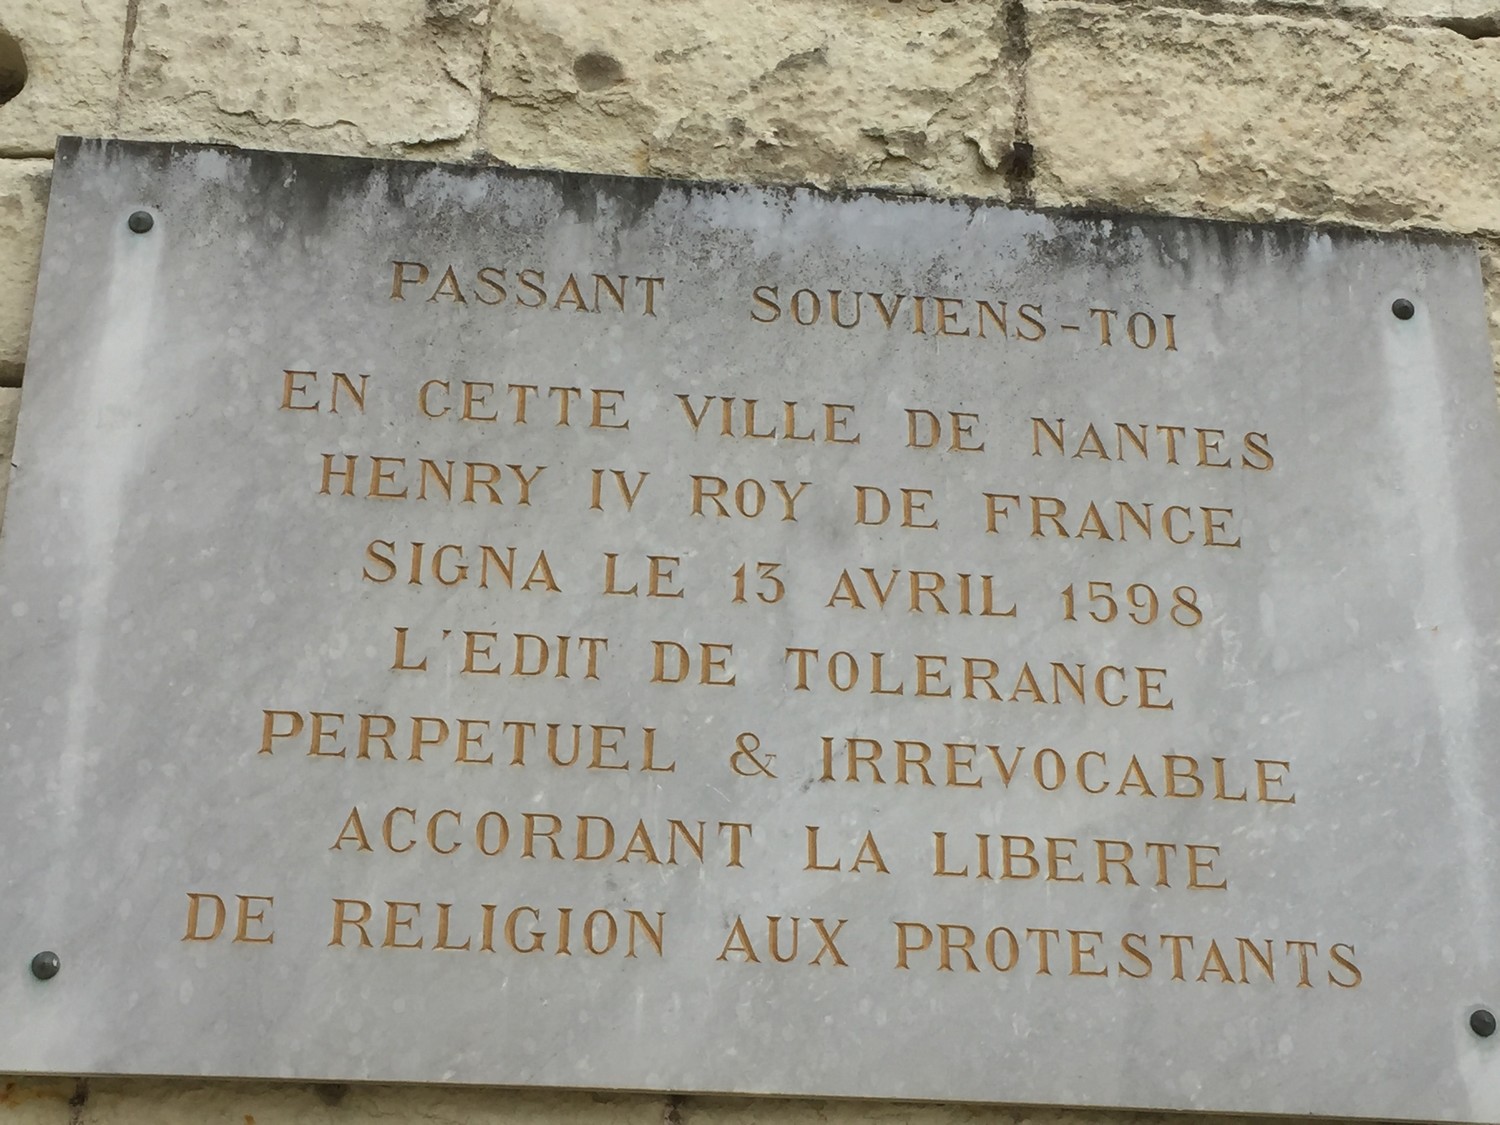 PASSANT SOUVIENS-TOI
EN CETTE VILLE DE NANTES
HENRY IV ROY DE FRANCE
SIGNA LE 13 AVRIL 1598
L'EDIT DE TOLERANCE
PERPETUEL & IRREVOCABLE
ACCORDANT LA LIBERTE
DE RELIGION AUX PROTESTANTS